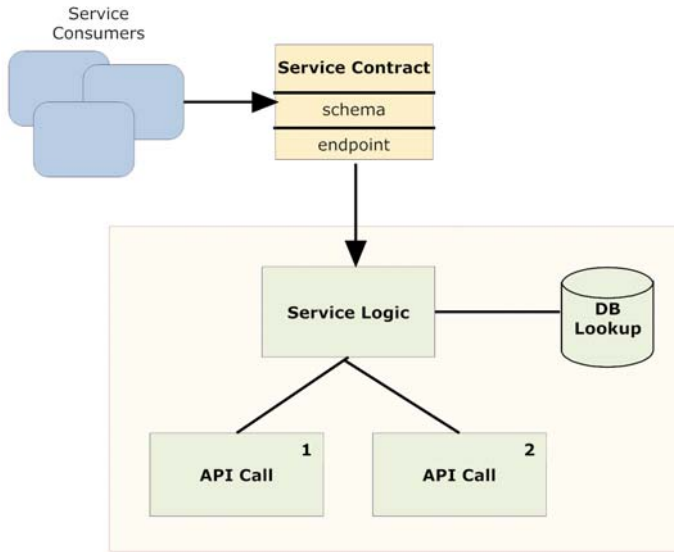 Service
Consumers
Service Contract
schema
endpoint
Service Logic
DB
Lookup
1
API Call
2
API Call